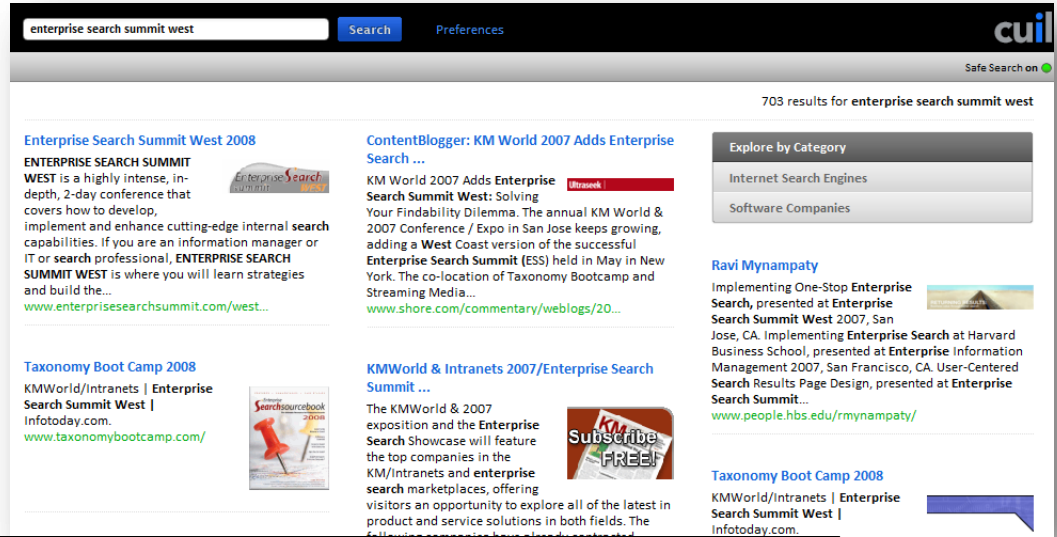 enterprise search summit west
Search
Preferences
cuil
Safe Search on
703 results for enterprise search summit west
Enterprise Search Summit West 2008
ENTERPRISE SEARCH SUMMIT
WEST is a highly intense, in-
depth, 2-day conference that
covers how to develop,
implement and enhance cutting-edge internal search
capabilities. If you are an information manager or
IT or search professional, ENTERPRISE SEARCH
SUMMIT WEST is where you will learn strategies
and build the...
www.enterprisesearchsummit.com/west...
Enterprise Search
Summit WEST
Taxonomy Boot Camp 2008
KMWorld/Intranets | Enterprise
Search Summit West |
Infotoday.com.
www.taxonomybootcamp.com/
Enterprise
Searchsourcebook
2008
ContentBlogger: KM World 2007 Adds Enterprise
Search ...
KM World 2007 Adds Enterprise
Search Summit West: Solving
Your Findability Dilemma. The annual KM World &
2007 Conference / Expo in San Jose keeps growing,
adding a West Coast version of the successful
Enterprise Search Summit (ESS) held in May in New
York. The co-location of Taxonomy Bootcamp and
Streaming Media...
www.shore.com/commentary/weblogs/20...
Ultraseek
KMWorld & Intranets 2007/Enterprise Search
Summit ...
The KMWorld & 2007
exposition and the Enterprise
Search Showcase will feature
the top companies in the
KM/Intranets and enterprise
search marketplaces, offering
visitors an opportunity to explore all of the latest in
product and service solutions in both fields. The
following companies have already contracted
KM
Subscribe
FREE!
Explore by Category
Internet Search Engines
Software Companies
Ravi Mynampaty
Implementing One-Stop Enterprise
Search, presented at Enterprise
Search Summit West 2007, San
Jose, CA. Implementing Enterprise Search at Harvard
Business School, presented at Enterprise Information
Management 2007, San Francisco, CA. User-Centered
Search Results Page Design, presented at Enterprise
Search Summit...
www.people.hbs.edu/rmynampaty/
RETURNING RESULTS
Taxonomy Boot Camp 2008
KMWorld/Intranets | Enterprise
Search Summit West |
Infotoday.com.